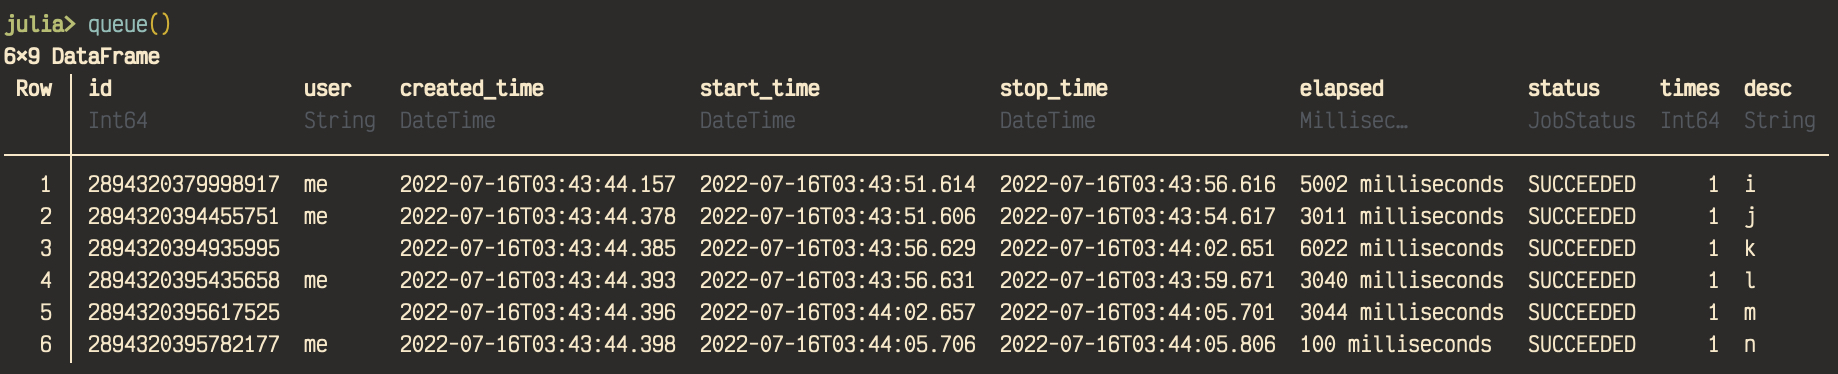 julia> queue()
6×9 DataFrame
Row id user created_time start_time stop_time elapsed status times desc
Int64 String DateTime DateTime DateTime Millisec… JobStatus Int64 String
1 2894320379998917 me 2022-07-16T03:43:44.157 2022-07-16T03:43:51.614 2022-07-16T03:43:56.616 5002 milliseconds SUCCEEDED 1 i
2 2894320394455751 me 2022-07-16T03:43:44.378 2022-07-16T03:43:51.606 2022-07-16T03:43:54.617 3011 milliseconds SUCCEEDED 1 j
3 2894320394935995 2022-07-16T03:43:44.385 2022-07-16T03:43:56.629 2022-07-16T03:44:02.651 6022 milliseconds SUCCEEDED 1 k
4 2894320395435658 me 2022-07-16T03:43:44.393 2022-07-16T03:43:56.631 2022-07-16T03:43:59.671 3040 milliseconds SUCCEEDED 1 l
5 2894320395617525 2022-07-16T03:43:44.396 2022-07-16T03:44:02.657 2022-07-16T03:44:05.701 3044 milliseconds SUCCEEDED 1 m
6 2894320395782177 me 2022-07-16T03:43:44.398 2022-07-16T03:44:05.706 2022-07-16T03:44:05.806 100 milliseconds SUCCEEDED 1 n